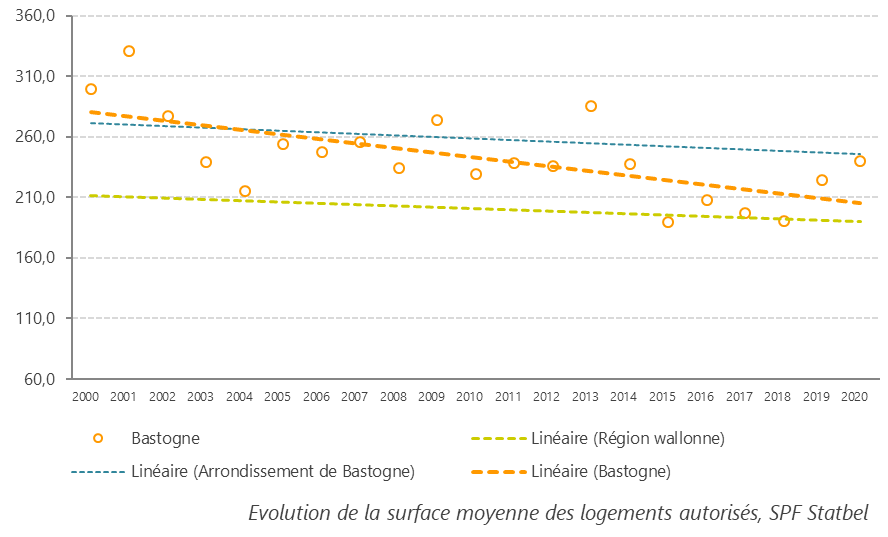 360,0
310,0
260,0
210,0
160,0
110,0
60,0
2000 2001 2002 2003 2004 2005 2006 2007 2008 2009 2010 2011 2012 2013 2014 2015 2016 2017 2018 2019 2020
Bastogne
Linéaire (Région wallonne)
Linéaire (Arrondissement de Bastogne)
Linéaire (Bastogne)
Evolution de la surface moyenne des logements autorisés, SPF Statbel